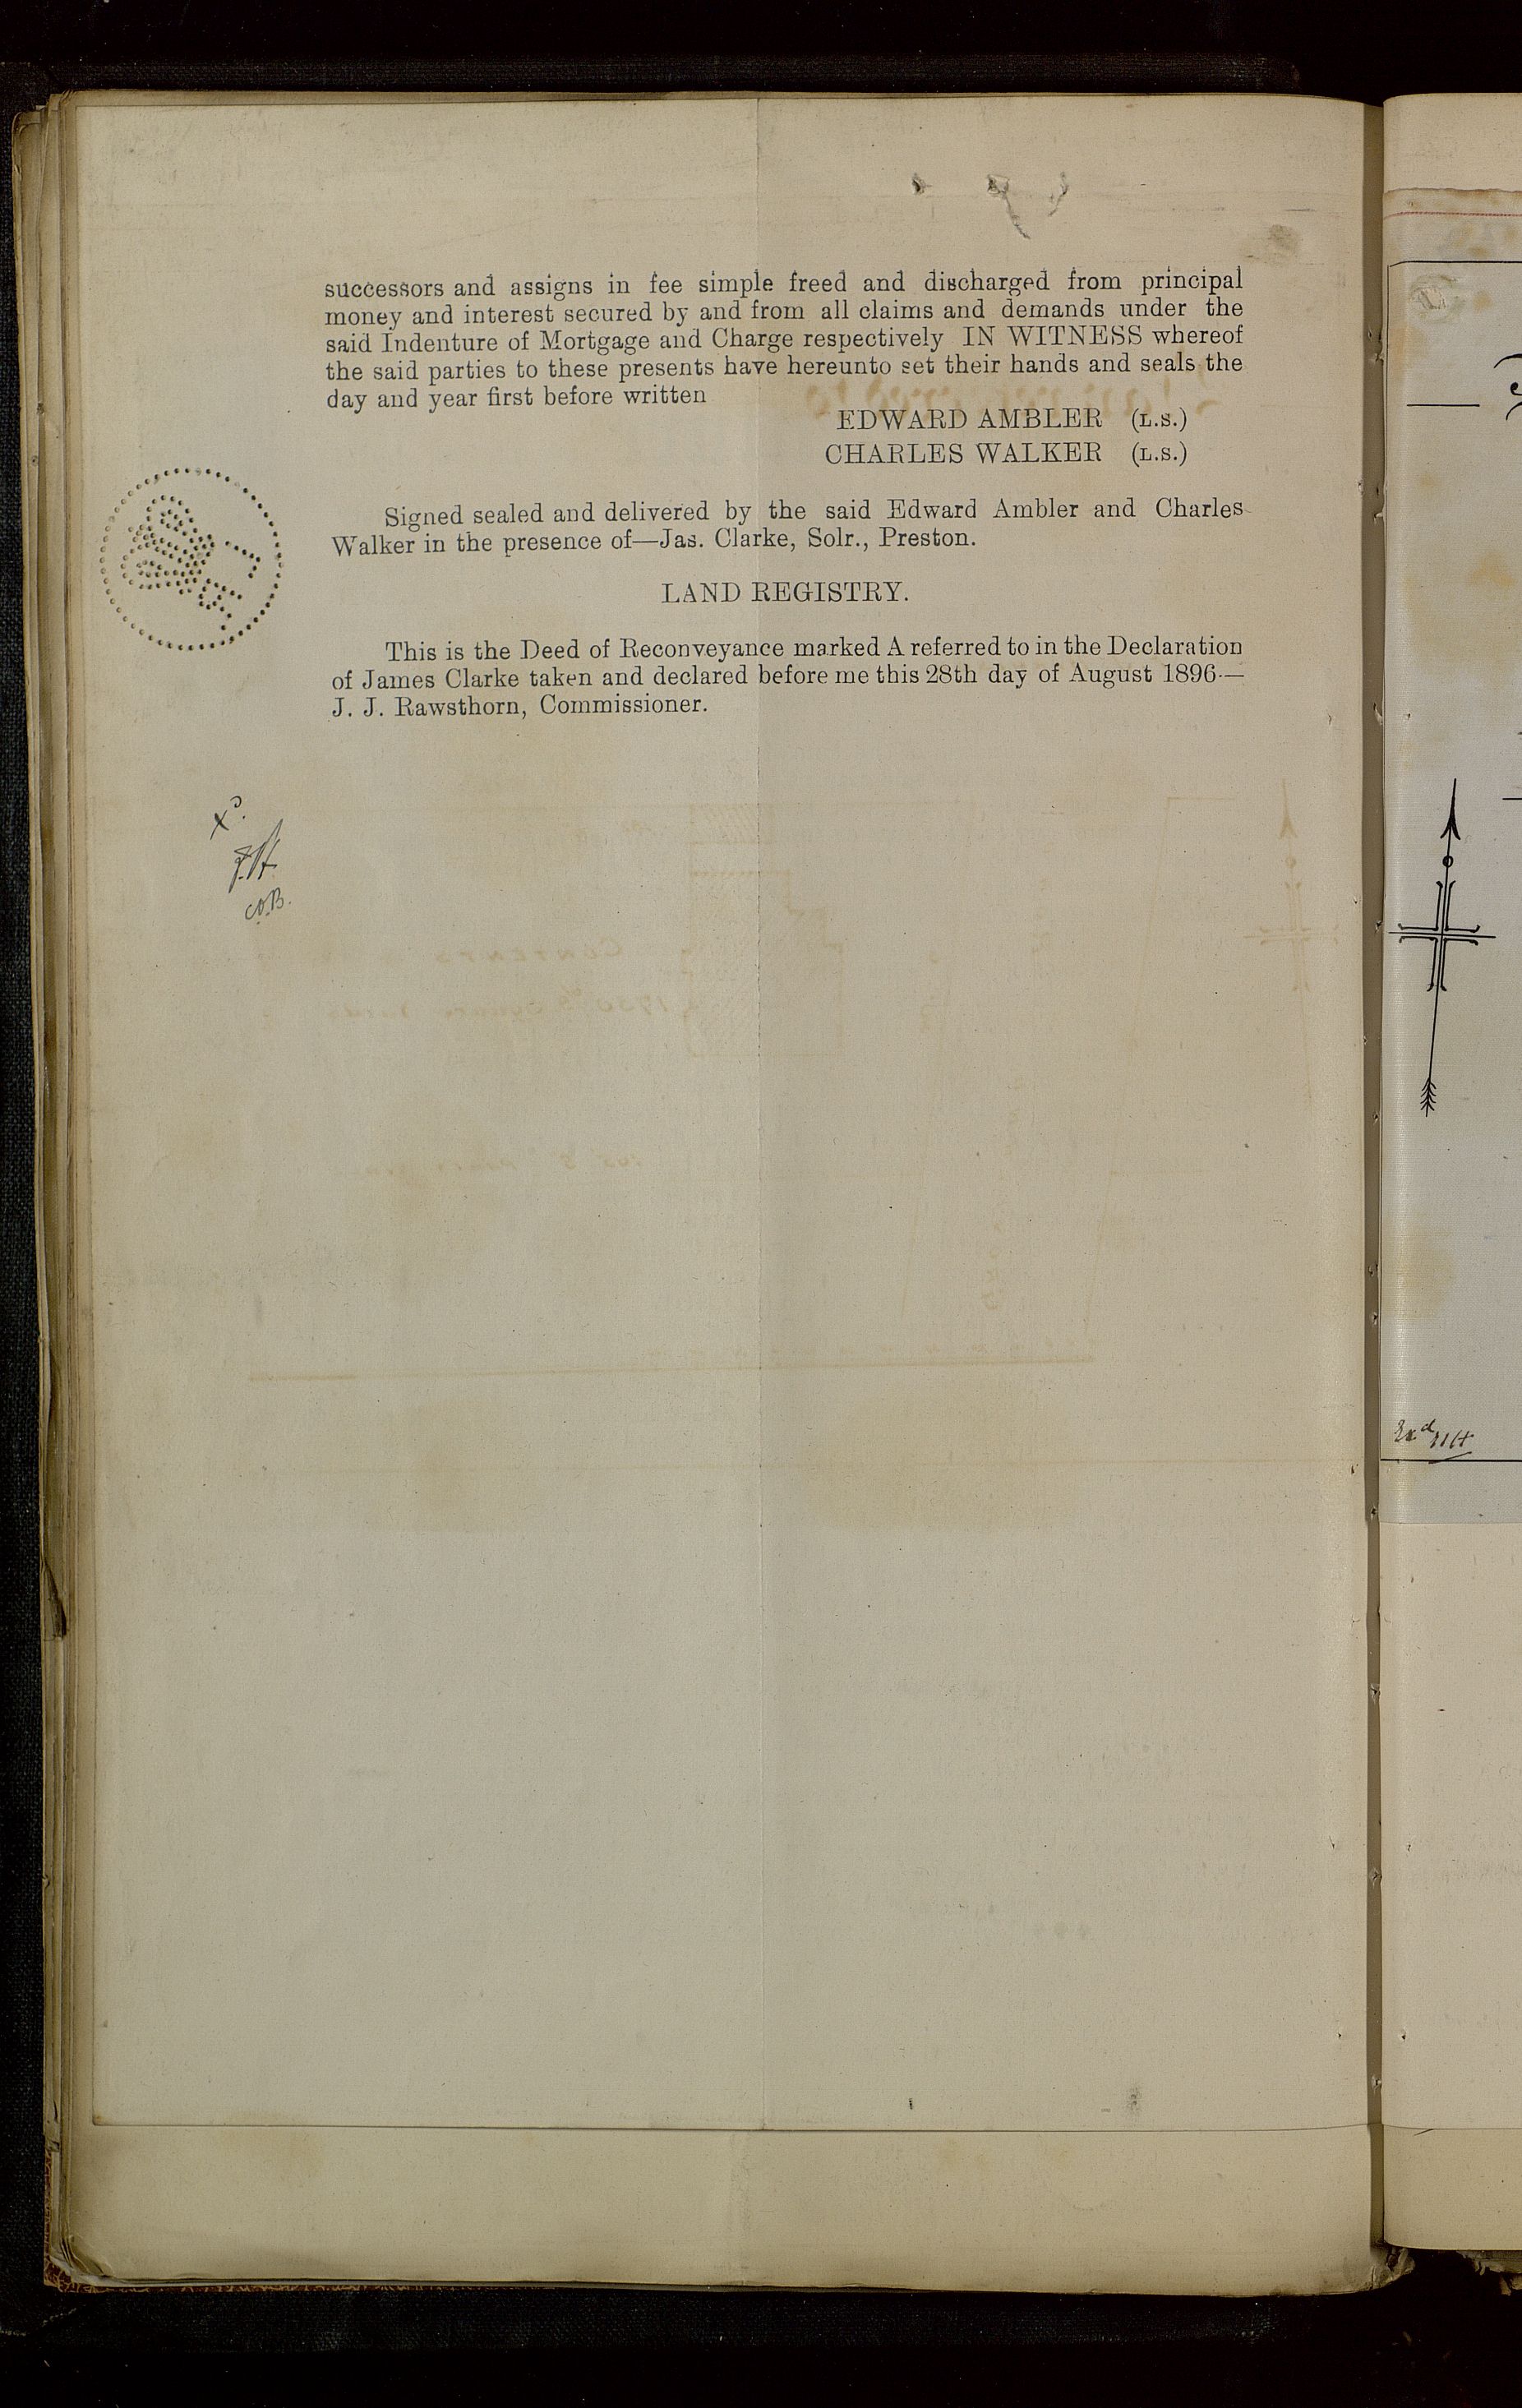 successors and assigns in fee simple freed and discharged from principal
money and interest secured by and from all claims and demands under the
said Indenture of Mortgage and Charge respectively IN WITNESS whereof
the said parties to these presents have hereunto set their hands and seals the
day and year first before written
EDWARD AMBLER (L.S.)
CHARLES WALKER (L.S.)
Signed sealed and delivered by the said Edward Ambler and Charles
Walker in the presence of—Jas. Clarke, Solr., Preston.
LAND REGISTRY.
This is the Deed of Reconveyance marked A referred to in the Declaration
of James Clarke taken and declared before me this 28th day of August 1896—
J. J. Rawsthorn, Commissioner.